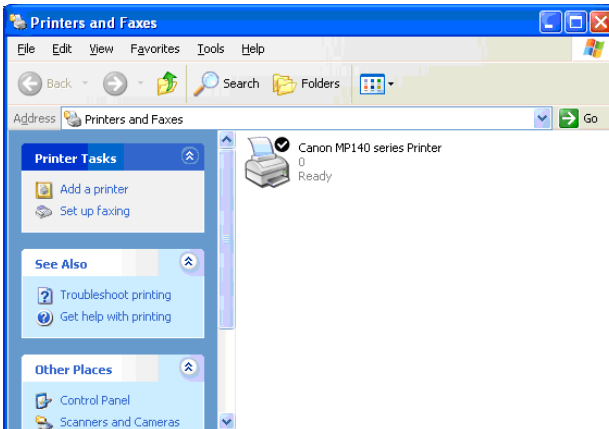 Printers and Faxes
File Edit View Favorites Tools Help
Back Search Folders
Address Printers and Faxes Go
Printer Tasks
Add a printer
Set up faxing
See Also
Troubleshoot printing
Get help with printing
Other Places
Control Panel
Scanners and Cameras
Canon MP140 series Printer
0
Ready